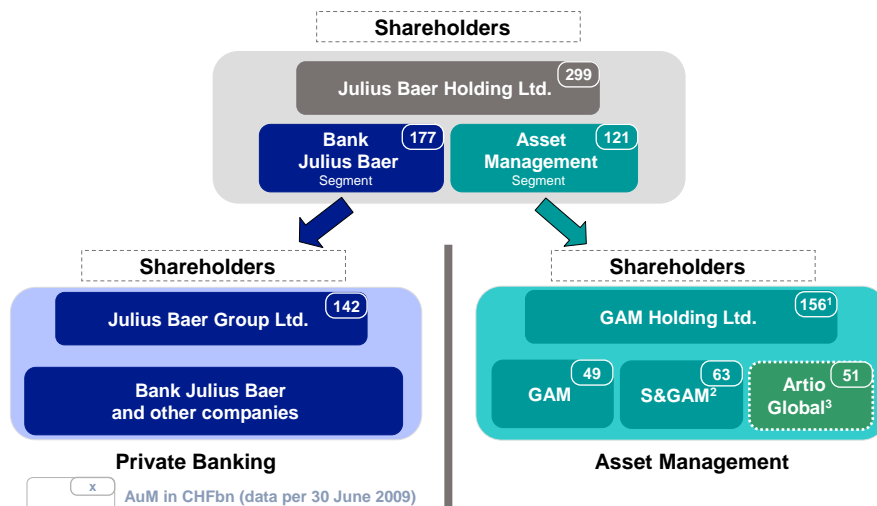 Shareholders
299
Julius Baer Holding Ltd.
Bank
Julius Baer
Segment
177
Asset
Management
Segment
121
Shareholders
142
Julius Baer Group Ltd.
Bank Julius Baer
and other companies
Private Banking
Shareholders
156¹
GAM Holding Ltd.
49
GAM
63
S&GAM²
51
Artio
Global³
Asset Management
x
AuM in CHFbn (data per 30 June 2009)